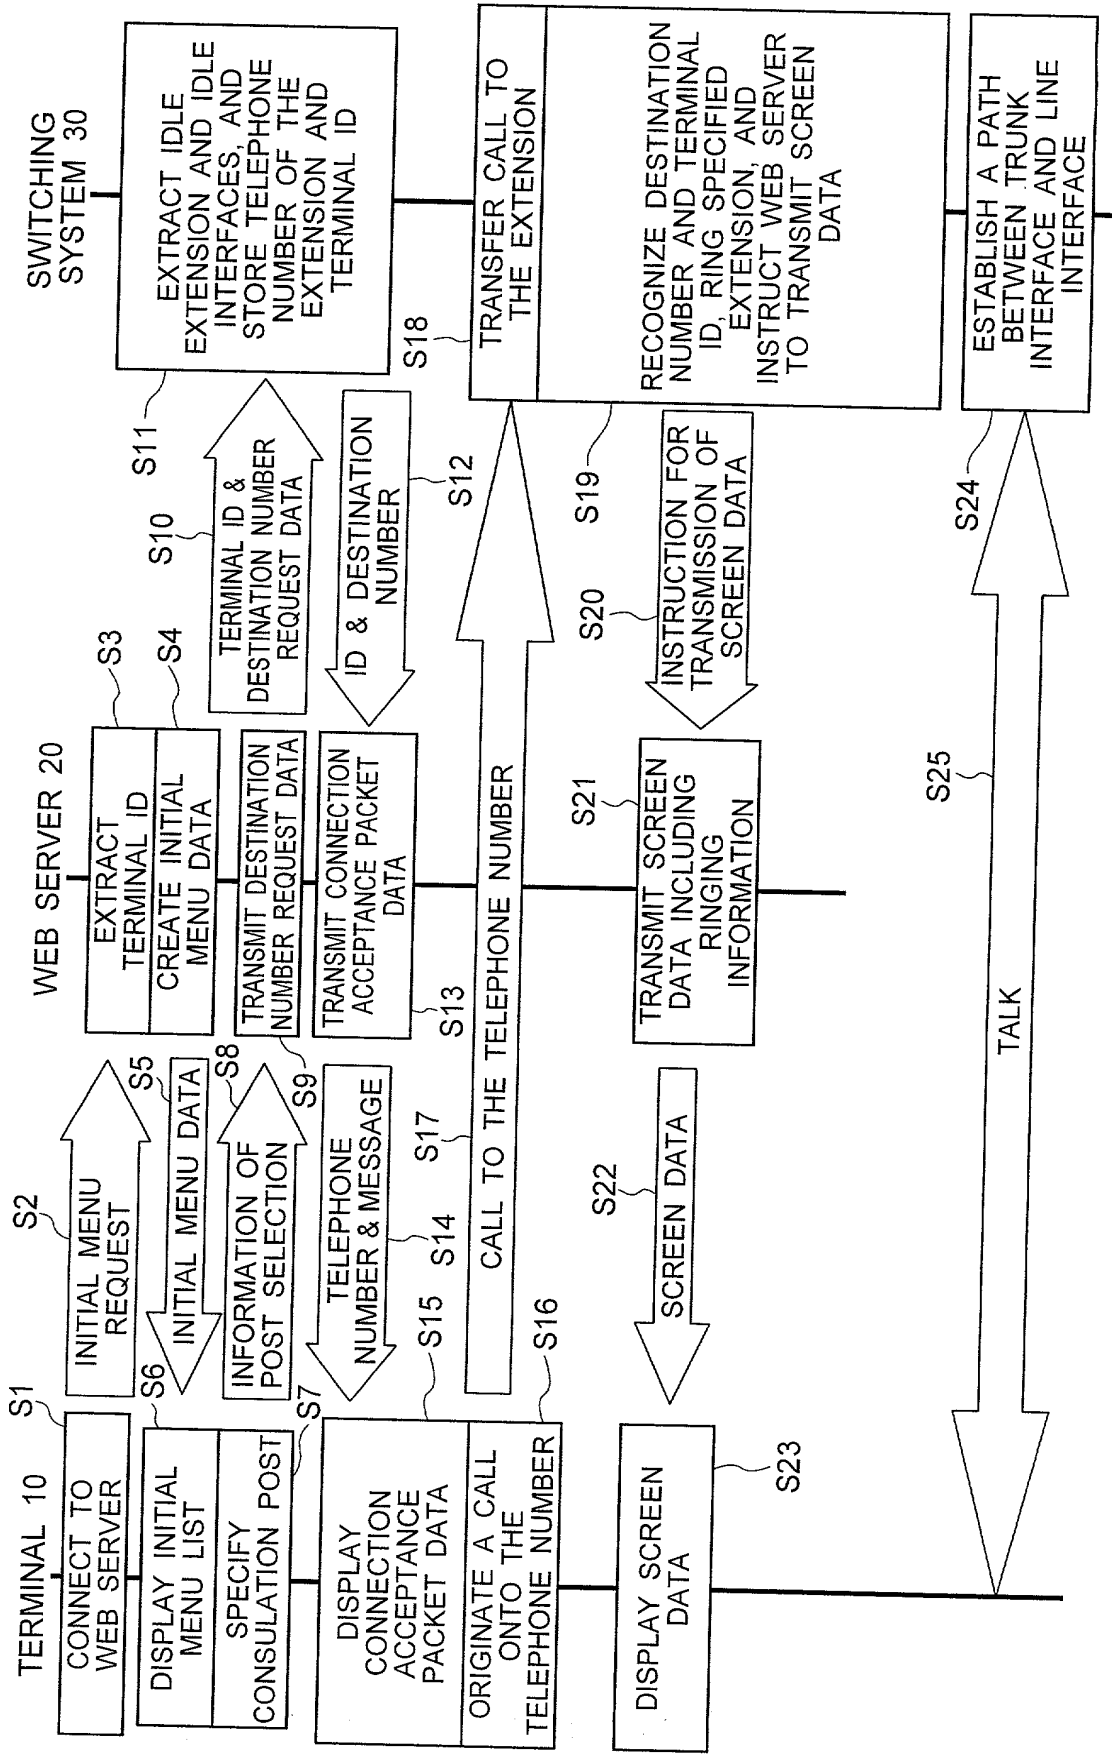 TERMINAL 10
WEB SERVER 20
SWITCHING
SYSTEM 30
S1
CONNECT TO
WEB SERVER
S2
INITIAL MENU
REQUEST
S3
EXTRACT
TERMINAL ID
S4
CREATE INITIAL
MENU DATA
S5
INITIAL MENU DATA
S6
DISPLAY INITIAL
MENU LIST
S7
SPECIFY
CONSULATION POST
S8
INFORMATION OF
POST SELECTION
S9
TRANSMIT DESTINATION
NUMBER REQUEST DATA
S10
TERMINAL ID &
DESTINATION NUMBER
REQUEST DATA
S11
EXTRACT IDLE
EXTENSION AND IDLE
INTERFACES, AND
STORE TELEPHONE
NUMBER OF THE
EXTENSION AND
TERMINAL ID
S12
ID & DESTINATION
NUMBER
S13
TRANSMIT CONNECTION
ACCEPTANCE PACKET
DATA
S14
TELEPHONE
NUMBER & MESSAGE
S15
DISPLAY
CONNECTION
ACCEPTANCE
PACKET DATA
S16
ORIGINATE A CALL
ONTO THE
TELEPHONE NUMBER
S17
CALL TO THE TELEPHONE NUMBER
S18
TRANSFER CALL TO
THE EXTENSION
S19
RECOGNIZE DESTINATION
NUMBER AND TERMINAL
ID, RING SPECIFIED
EXTENSION, AND
INSTRUCT WEB SERVER
TO TRANSMIT SCREEN
DATA
S20
INSTRUCTION FOR
TRANSMISSION OF
SCREEN DATA
S21
TRANSMIT SCREEN
DATA INCLUDING
RINGING
INFORMATION
S22
SCREEN DATA
S23
DISPLAY SCREEN
DATA
S24
ESTABLISH A PATH
BETWEEN TRUNK
INTERFACE AND LINE
INTERFACE
S25
TALK